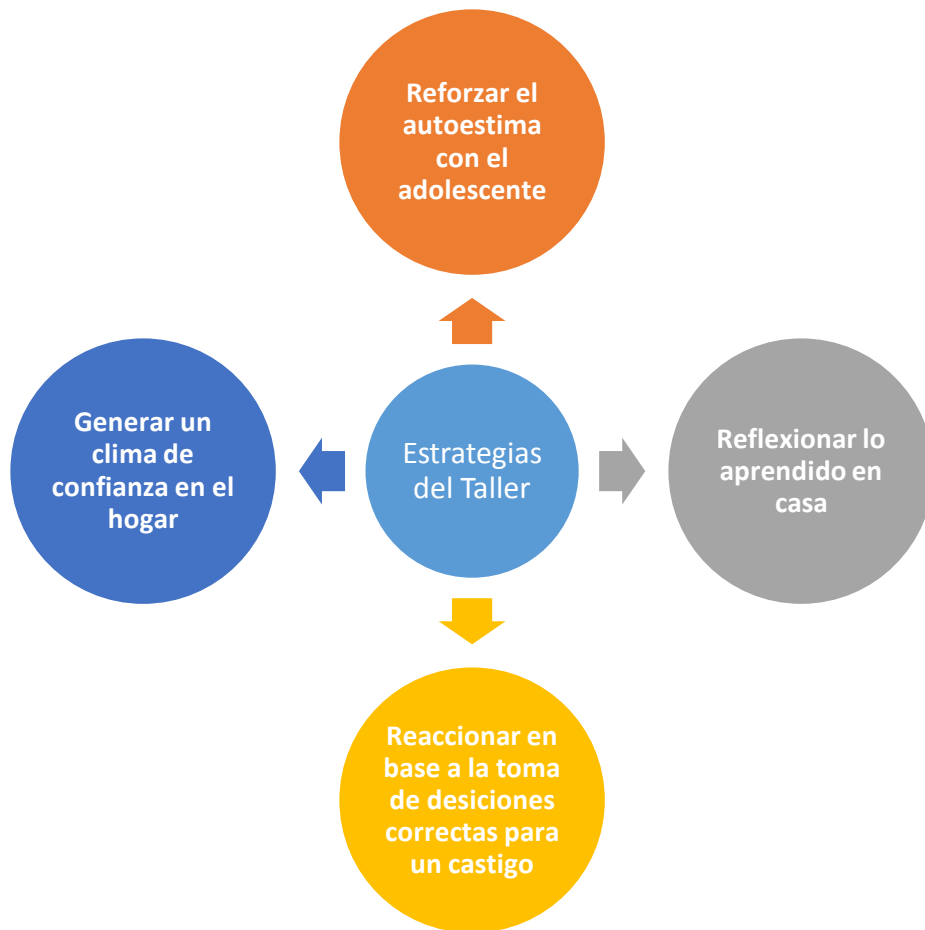 Reforzar el
autoestima
con el
adolescente
Generar un
clima de
confianza en el
hogar
Estrategias
del Taller
Reflexionar lo
aprendido en
casa
Reaccionar en
base a la toma
de desiciones
correctas para
un castigo